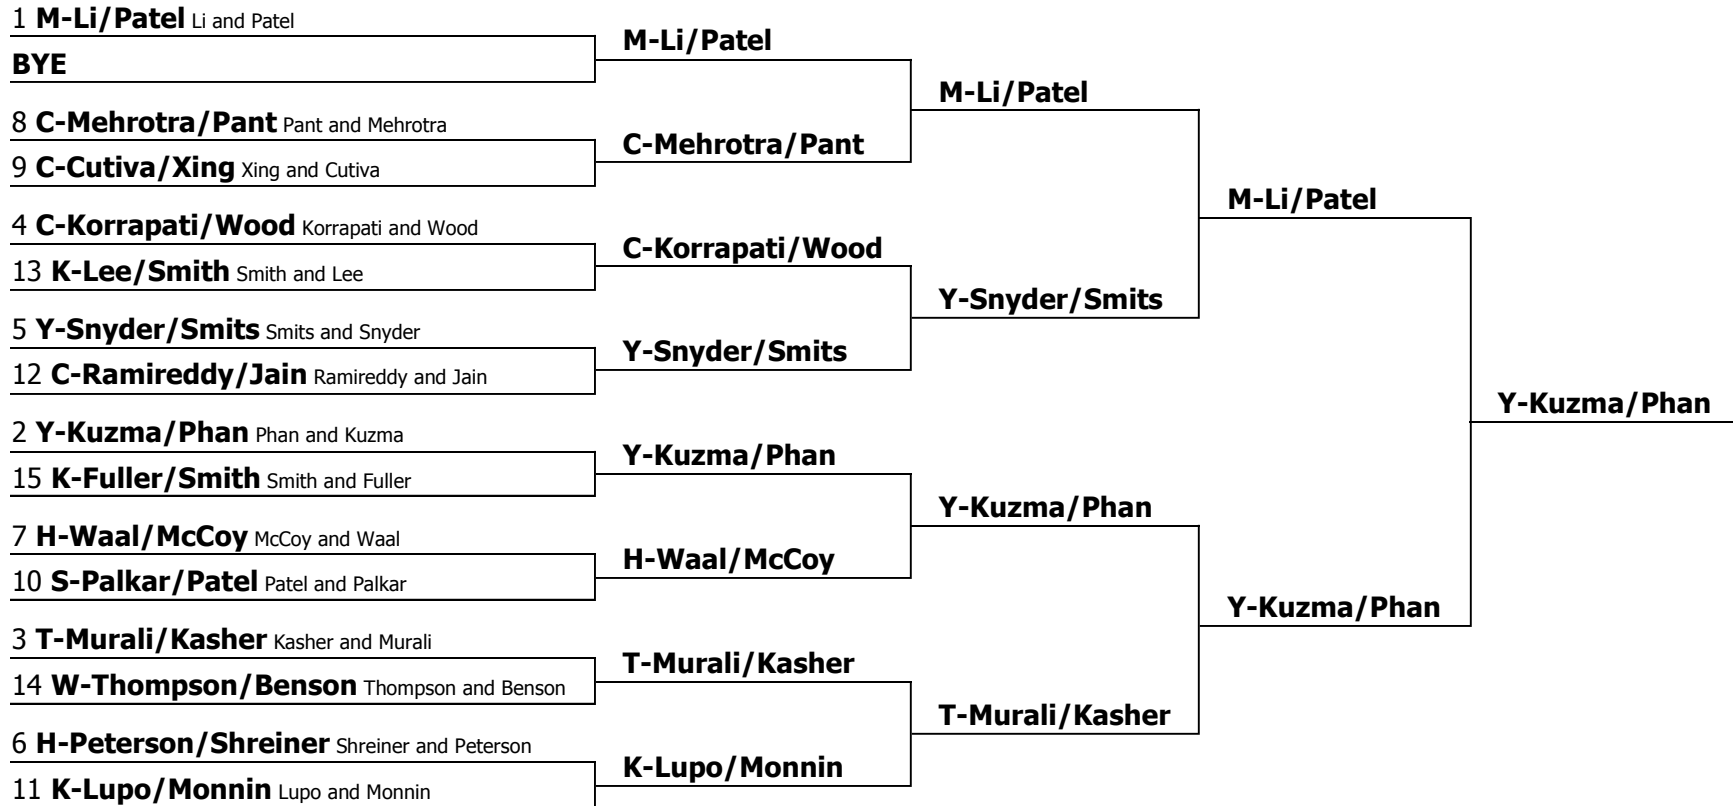 1 M-Li/Patel Li and Patel
BYE
8 C-Mehrotra/Pant Pant and Mehrotra
9 C-Cutiva/Xing Xing and Cutiva
4 C-Korrapati/Wood Korrapati and Wood
13 K-Lee/Smith Smith and Lee
5 Y-Snyder/Smits Smits and Snyder
12 C-Ramireddy/Jain Ramireddy and Jain
2 Y-Kuzma/Phan Phan and Kuzma
15 K-Fuller/Smith Smith and Fuller
7 H-Waal/McCoy McCoy and Waal
10 S-Palkar/Patel Patel and Palkar
3 T-Murali/Kasher Kasher and Murali
14 W-Thompson/Benson Thompson and Benson
6 H-Peterson/Shreiner Shreiner and Peterson
11 K-Lupo/Monnin Lupo and Monnin
M-Li/Patel
C-Mehrotra/Pant
C-Korrapati/Wood
Y-Snyder/Smits
Y-Kuzma/Phan
H-Waal/McCoy
T-Murali/Kasher
K-Lupo/Monnin
M-Li/Patel
Y-Snyder/Smits
Y-Kuzma/Phan
T-Murali/Kasher
M-Li/Patel
Y-Kuzma/Phan
Y-Kuzma/Phan